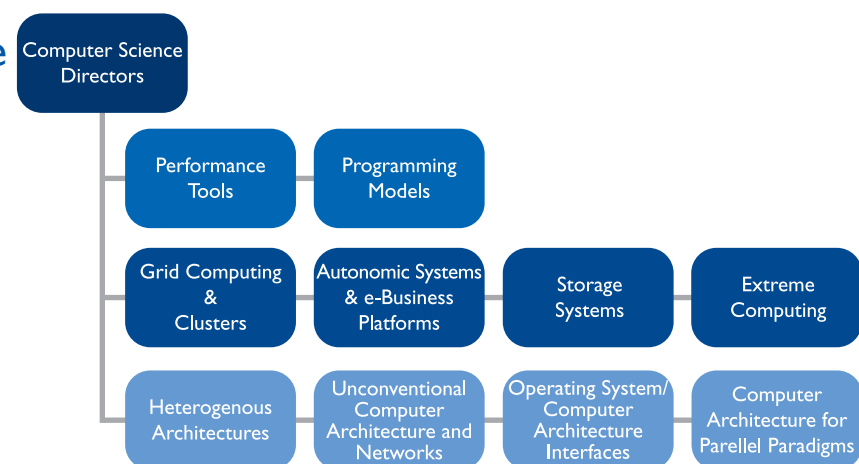 e
Computer Science
Directors
Performance
Tools
Programming
Models
Grid Computing
&
Clusters
Autonomic Systems
& e-Business
Platforms
Storage
Systems
Extreme
Computing
Heterogenous
Architectures
Unconventional
Computer
Architecture and
Networks
Operating System/
Computer
Architecture
Interfaces
Computer
Architecture for
Parellel Paradigms